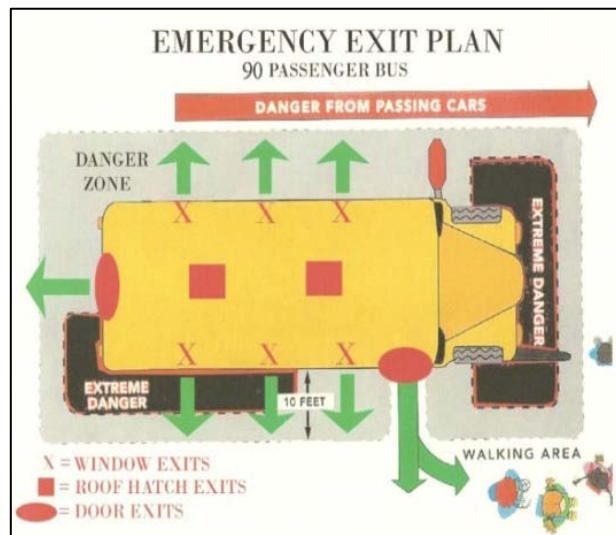 EMERGENCY EXIT PLAN
90 PASSENGER BUS
DANGER FROM PASSING CARS
DANGER
ZONE
X X X
EXTREME DANGER
X X X
EXTREME
DANGER
10 FEET
WALKING AREA
X = WINDOW EXITS
= ROOF HATCH EXITS
= DOOR EXITS